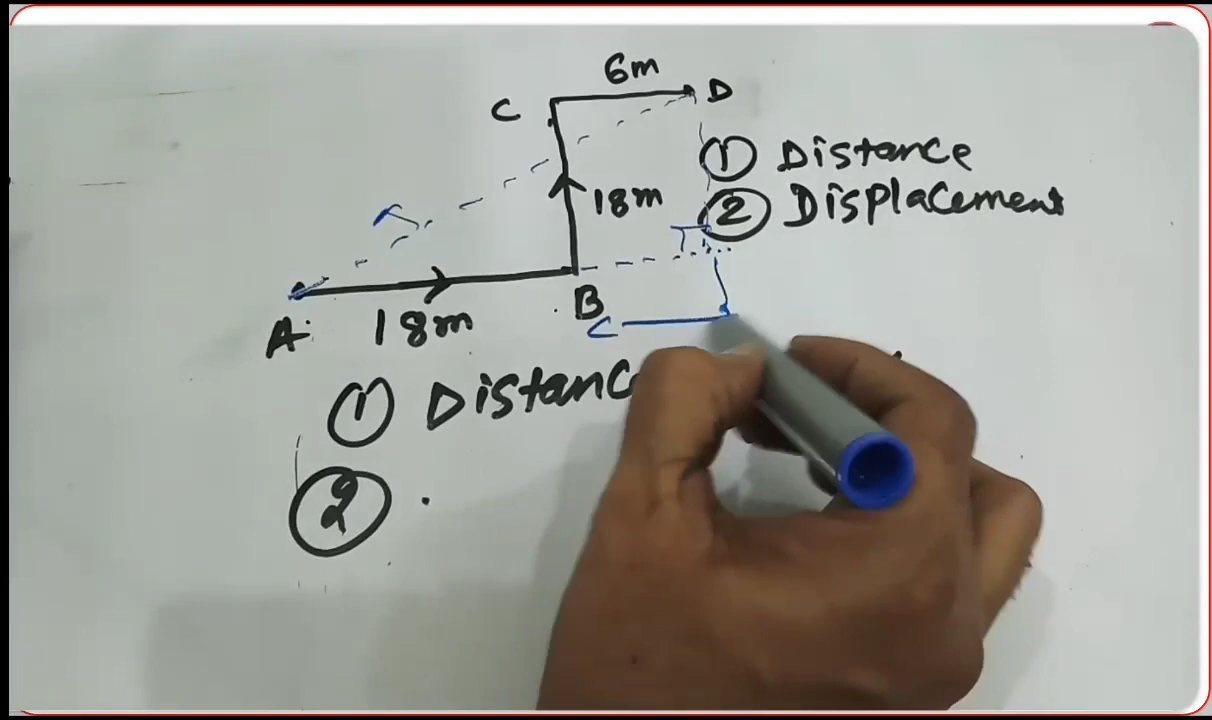 6m
C
D
① Distance
18m
② Displacement
A
18m
B
C
① Distanc
②